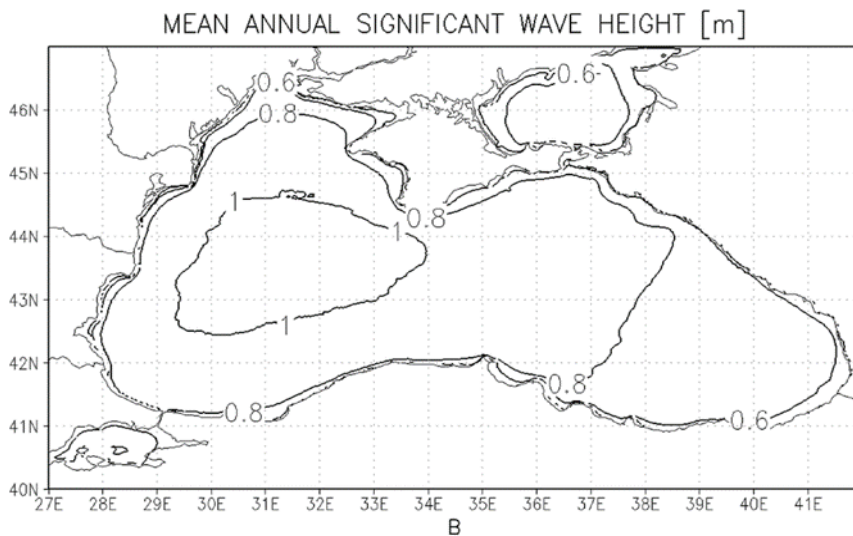 MEAN ANNUAL SIGNIFICANT WAVE HEIGHT [m]
0.6
0.6
46N
0.8
45N
1
0.8
44N
1
43N
1
42N
0.8
0.8
0.6
41N
40N
27E 28E 29E 30E 31E 32E 33E 34E 35E 36E 37E 38E 39E 40E 41E
B